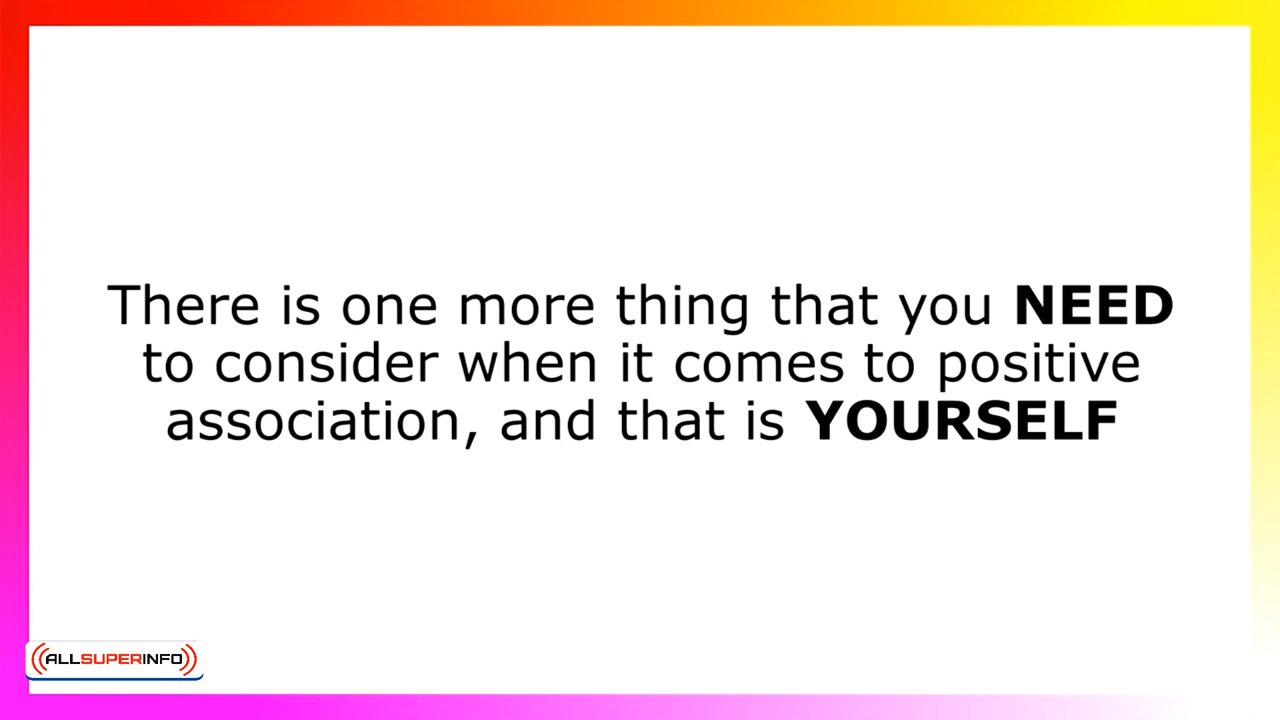 There is one more thing that you NEED
to consider when it comes to positive
association, and that is YOURSELF
ALLSUPERINFO